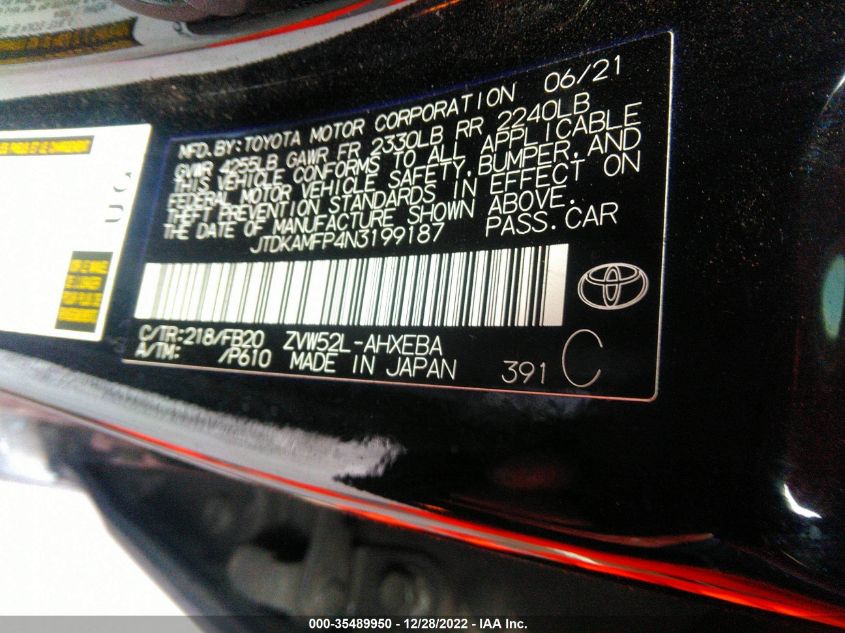 MFD.BY:TOYOTA MOTOR CORPORATION 06/21
GVWR 4255LB GAWR FR 2330LB RR 2240LB
THIS VEHICLE CONFORMS TO ALL APPLICABLE
FEDERAL MOTOR VEHICLE SAFETY,BUMPER,AND
THEFT PREVENTION STANDARDS IN EFFECT ON
THE DATE OF MANUFACTURE SHOWN ABOVE.
JTDKAMFP4N3199187 PASS.CAR
C/TR:218/FB20 ZVW52L-AHXEBA
A/TM: /P610 MADE IN JAPAN 391 C
000-35489950 - 12/28/2022 - IAA Inc.